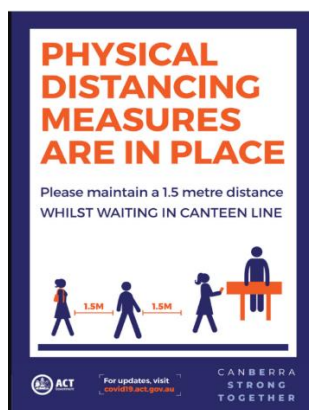 PHYSICAL
DISTANCING
MEASURES
ARE IN PLACE
Please maintain a 1.5 metre distance
WHILST WAITING IN CANTEEN LINE
1.5M 1.5M
ACT
Government
For updates, visit
covid19.act.gov.au
CANBERRA
STRONG
TOGETHER